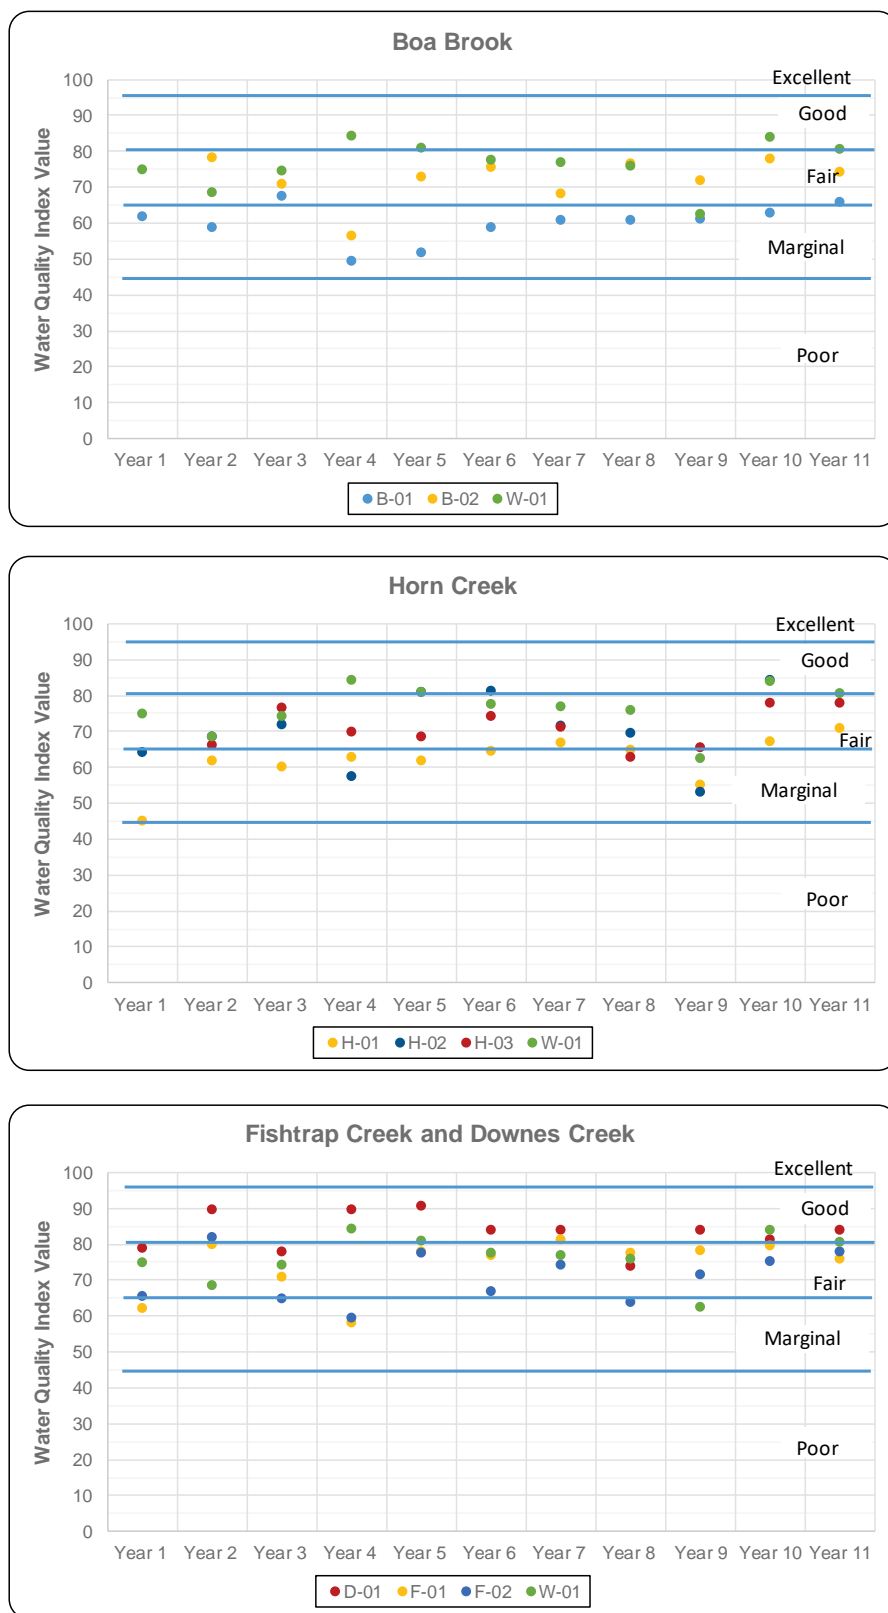 Boa Brook
Water Quality Index Value
100
90
80
70
60
50
40
30
20
10
0
Excellent
Good
Fair
Marginal
Poor
Year 1 Year 2 Year 3 Year 4 Year 5 Year 6 Year 7 Year 8 Year 9 Year 10 Year 11
B-01 B-02 W-01
Horn Creek
Water Quality Index Value
100
90
80
70
60
50
40
30
20
10
0
Excellent
Good
Fair
Marginal
Poor
Year 1 Year 2 Year 3 Year 4 Year 5 Year 6 Year 7 Year 8 Year 9 Year 10 Year 11
H-01 H-02 H-03 W-01
Fishtrap Creek and Downes Creek
Water Quality Index Value
100
90
80
70
60
50
40
30
20
10
0
Excellent
Good
Fair
Marginal
Poor
Year 1 Year 2 Year 3 Year 4 Year 5 Year 6 Year 7 Year 8 Year 9 Year 10 Year 11
D-01 F-01 F-02 W-01